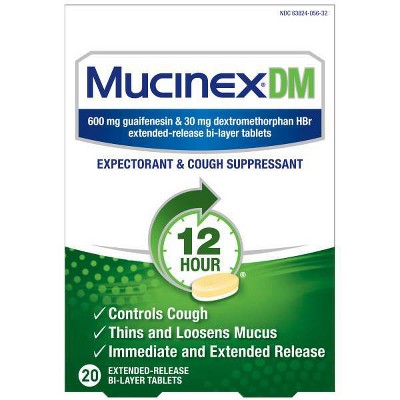 NDC 63824-056-32
Mucinex® DM
600 mg guaifenesin & 30 mg dextromethorphan HBr
extended-release bi-layer tablets
EXPECTORANT & COUGH SUPPRESSANT
12
HOUR
®
✓ Controls Cough
✓ Thins and Loosens Mucus
✓ Immediate and Extended Release
20 EXTENDED-RELEASE
BI-LAYER TABLETS